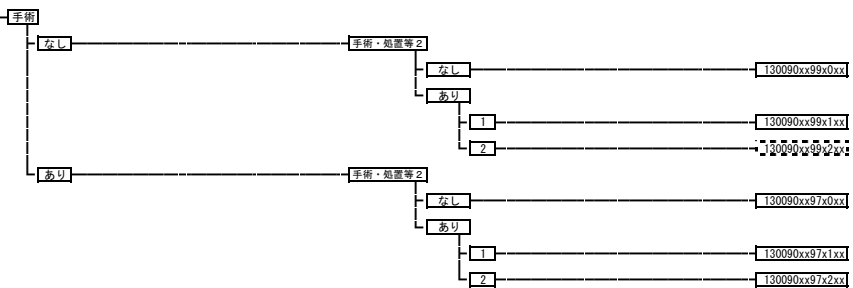 手術
なし 手術・処置等2
なし 130090xx99x0xx
あり
1 130090xx99x1xx
2 130090xx99x2xx
あり 手術・処置等2
なし 130090xx97x0xx
あり
1 130090xx97x1xx
2 130090xx97x2xx